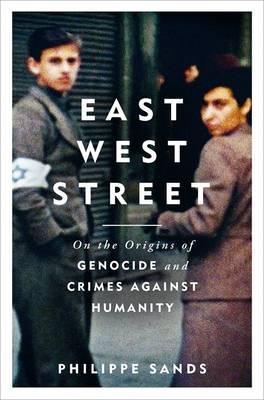 EAST
WEST
STREET
On the Origins of
GENOCIDE and
CRIMES AGAINST
HUMANITY
PHILIPPE SANDS